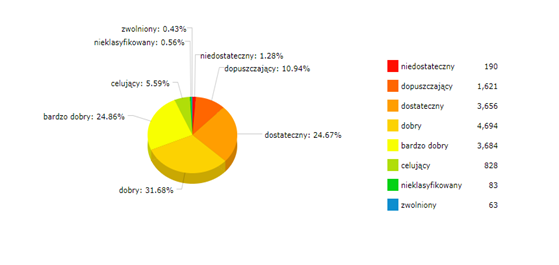 zwolniony: 0.43%
nieklasyfikowany: 0.56%
niedostateczny: 1.28%
dopuszczający: 10.94%
celujący: 5.59%
bardzo dobry: 24.86%
dostateczny: 24.67%
dobry: 31.68%
niedostateczny 190
dopuszczający 1,621
dostateczny 3,656
dobry 4,694
bardzo dobry 3,684
celujący 828
nieklasyfikowany 83
zwolniony 63